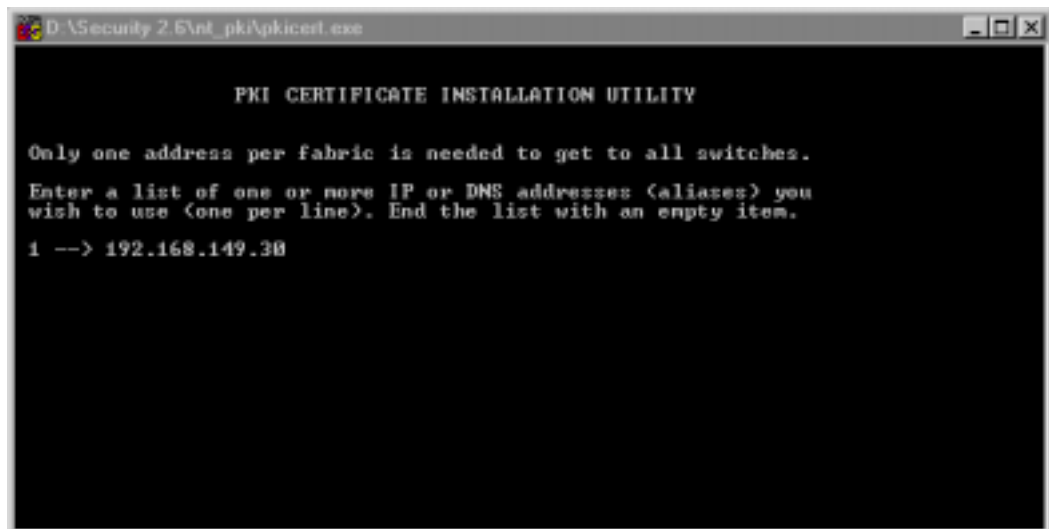 D:\Security 2.6\nt_pki\pkicert.exe
PKI CERTIFICATE INSTALLATION UTILITY
Only one address per fabric is needed to get to all switches.
Enter a list of one or more IP or DNS addresses (aliases) you
wish to use (one per line). End the list with an empty item.
1 --> 192.168.149.30